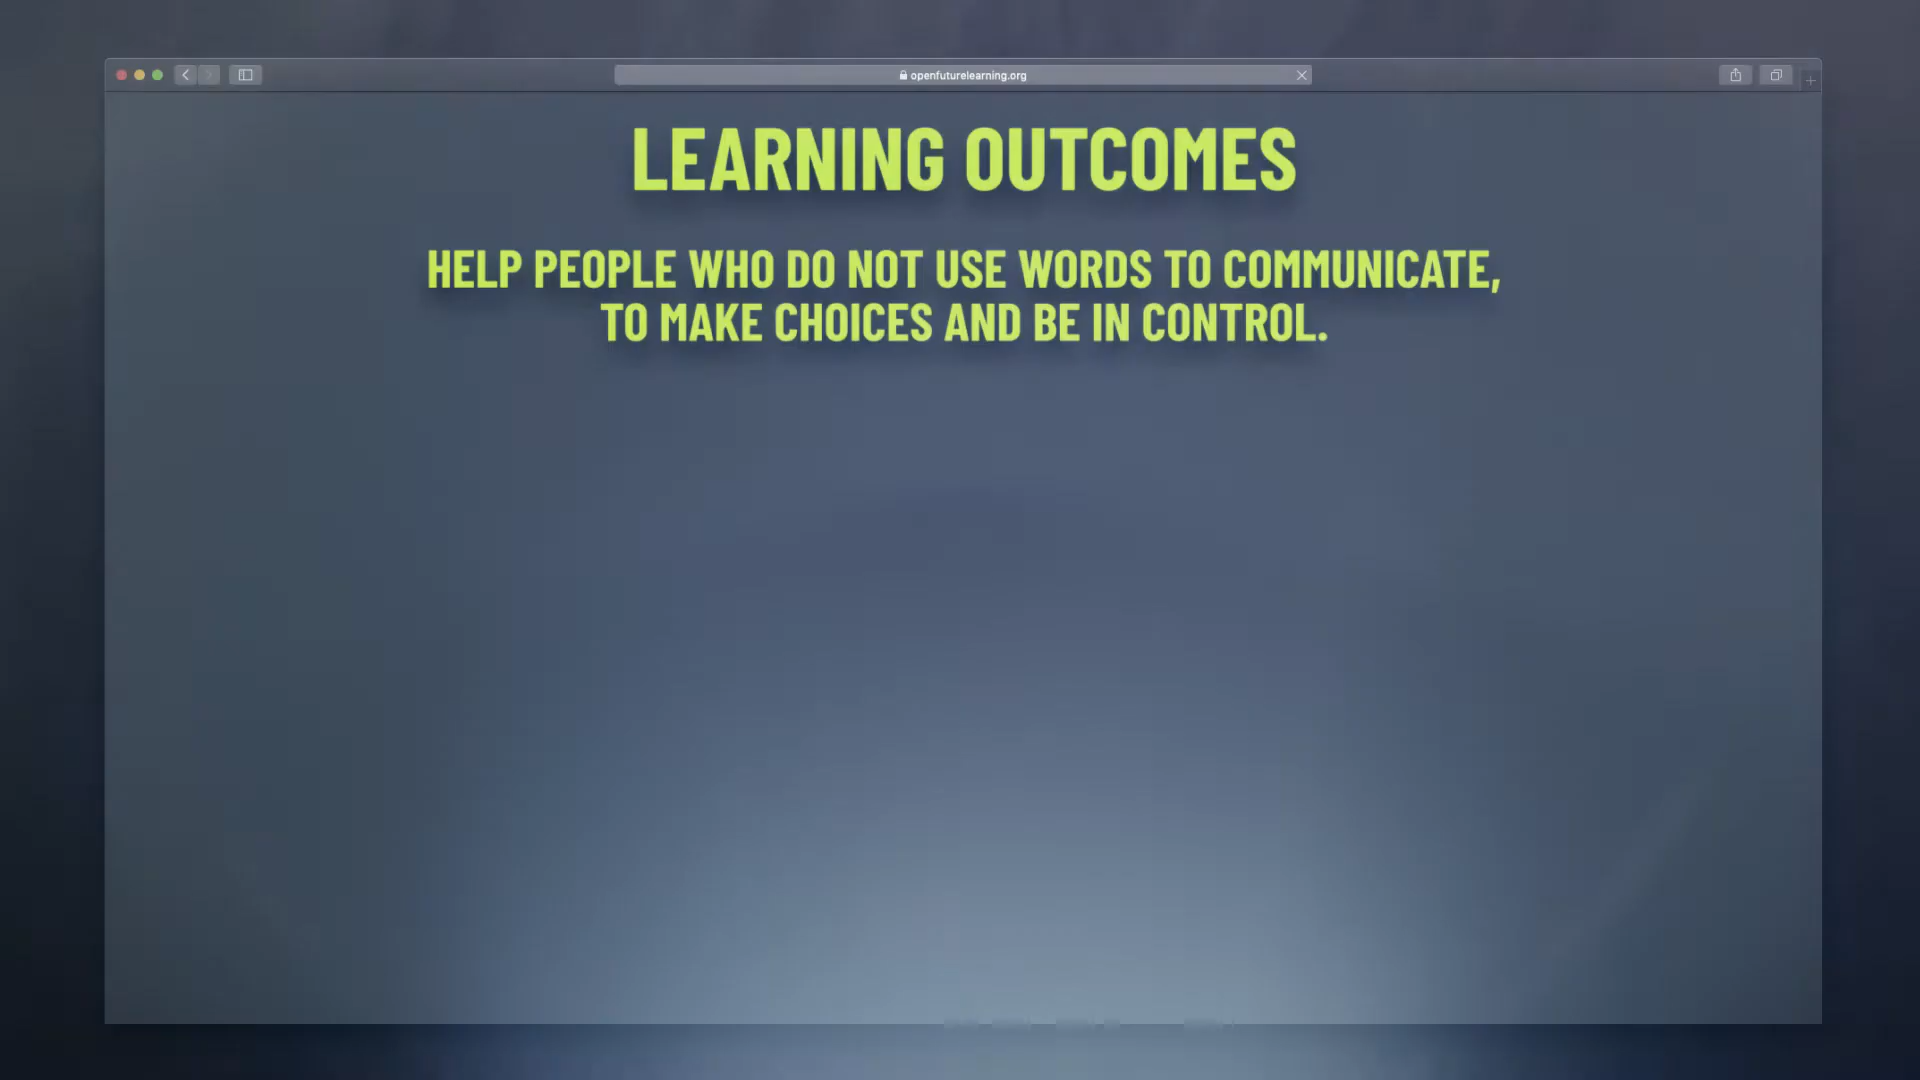 openfuturelearning.org
LEARNING OUTCOMES
HELP PEOPLE WHO DO NOT USE WORDS TO COMMUNICATE,
TO MAKE CHOICES AND BE IN CONTROL.